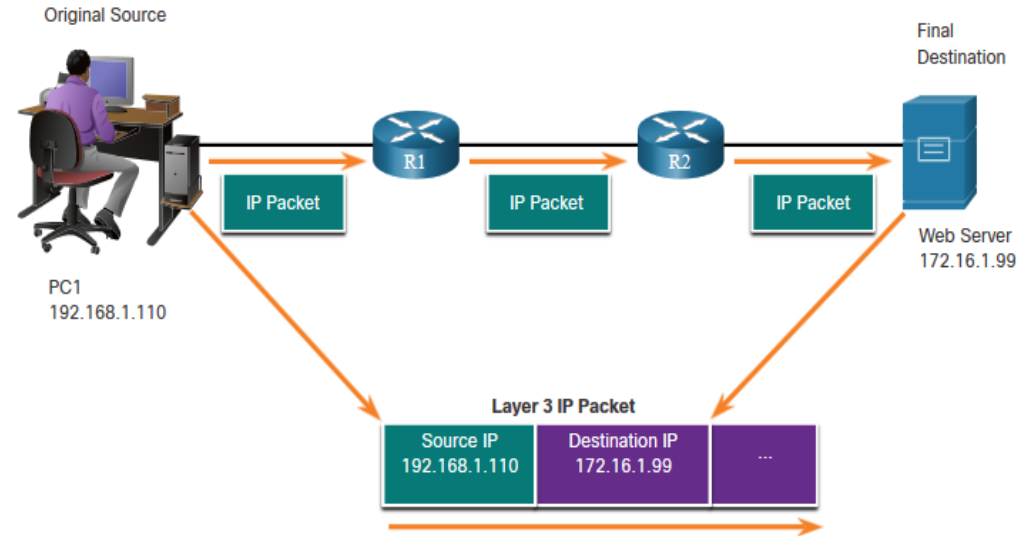 Original Source
Final
Destination
R1
R2
IP Packet
IP Packet
IP Packet
Web Server
172.16.1.99
PC1
192.168.1.110
Layer 3 IP Packet
Source IP
192.168.1.110
Destination IP
172.16.1.99
...